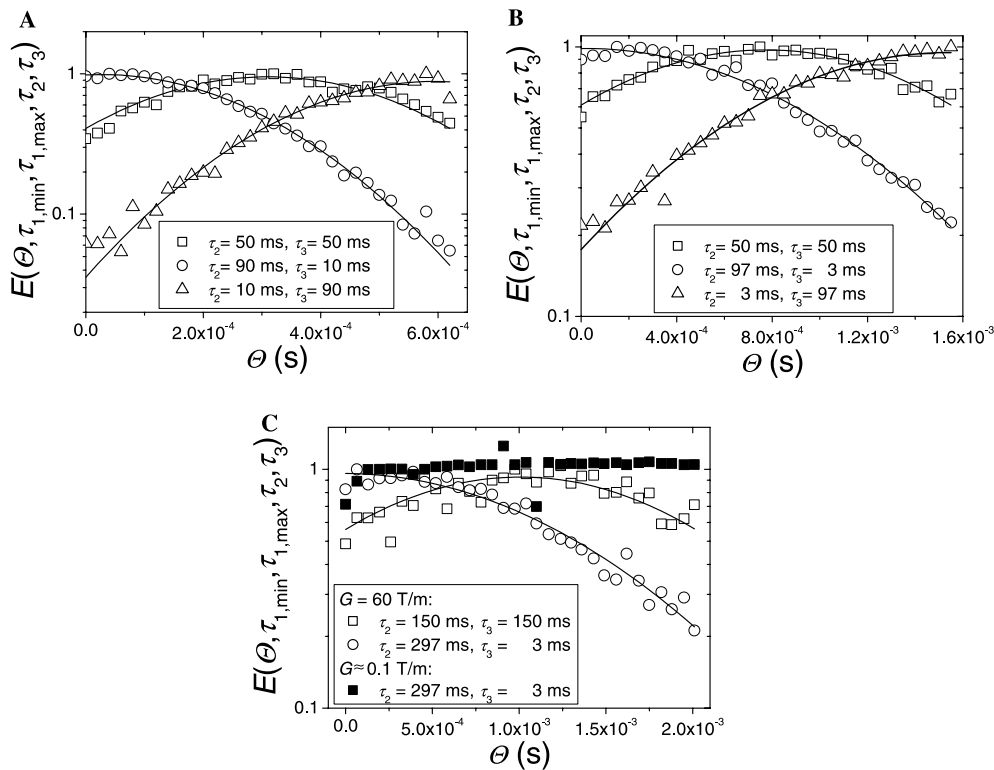 A
E(Θ,τ1,min,τ1,max,τ2,τ3)
1
0.1
τ2= 50 ms, τ3= 50 ms
τ2= 90 ms, τ3= 10 ms
τ2= 10 ms, τ3= 90 ms
0.0 2.0x10-4 4.0x10-4 6.0x10-4
Θ (s)
B
E(Θ,τ1,min,τ1,max,τ2,τ3)
1
0.1
τ2= 50 ms, τ3= 50 ms
τ2= 97 ms, τ3= 3 ms
τ2= 3 ms, τ3= 97 ms
0.0 4.0x10-4 8.0x10-4 1.2x10-3 1.6x10-3
Θ (s)
C
E(Θ,τ1,min,τ1,max,τ2,τ3)
1
0.1
G = 60 T/m:
τ2 = 150 ms, τ3 = 150 ms
τ2 = 297 ms, τ3 = 3 ms
G≈0.1 T/m:
τ2 = 297 ms, τ3 = 3 ms
0.0 5.0x10-4 1.0x10-3 1.5x10-3 2.0x10-3
Θ (s)